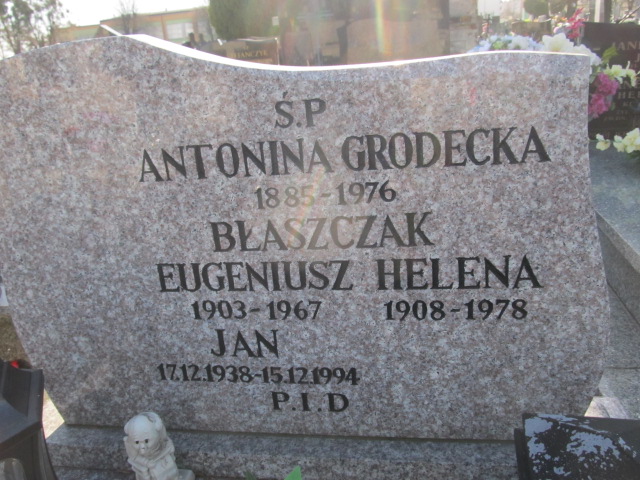 Ś.P
ANTONINA GRODECKA
1885-1976
BŁASZCZAK
EUGENIUSZ HELENA
1903-1967 1908-1978
JAN
17.12.1938-15.12.1994
P.I.D